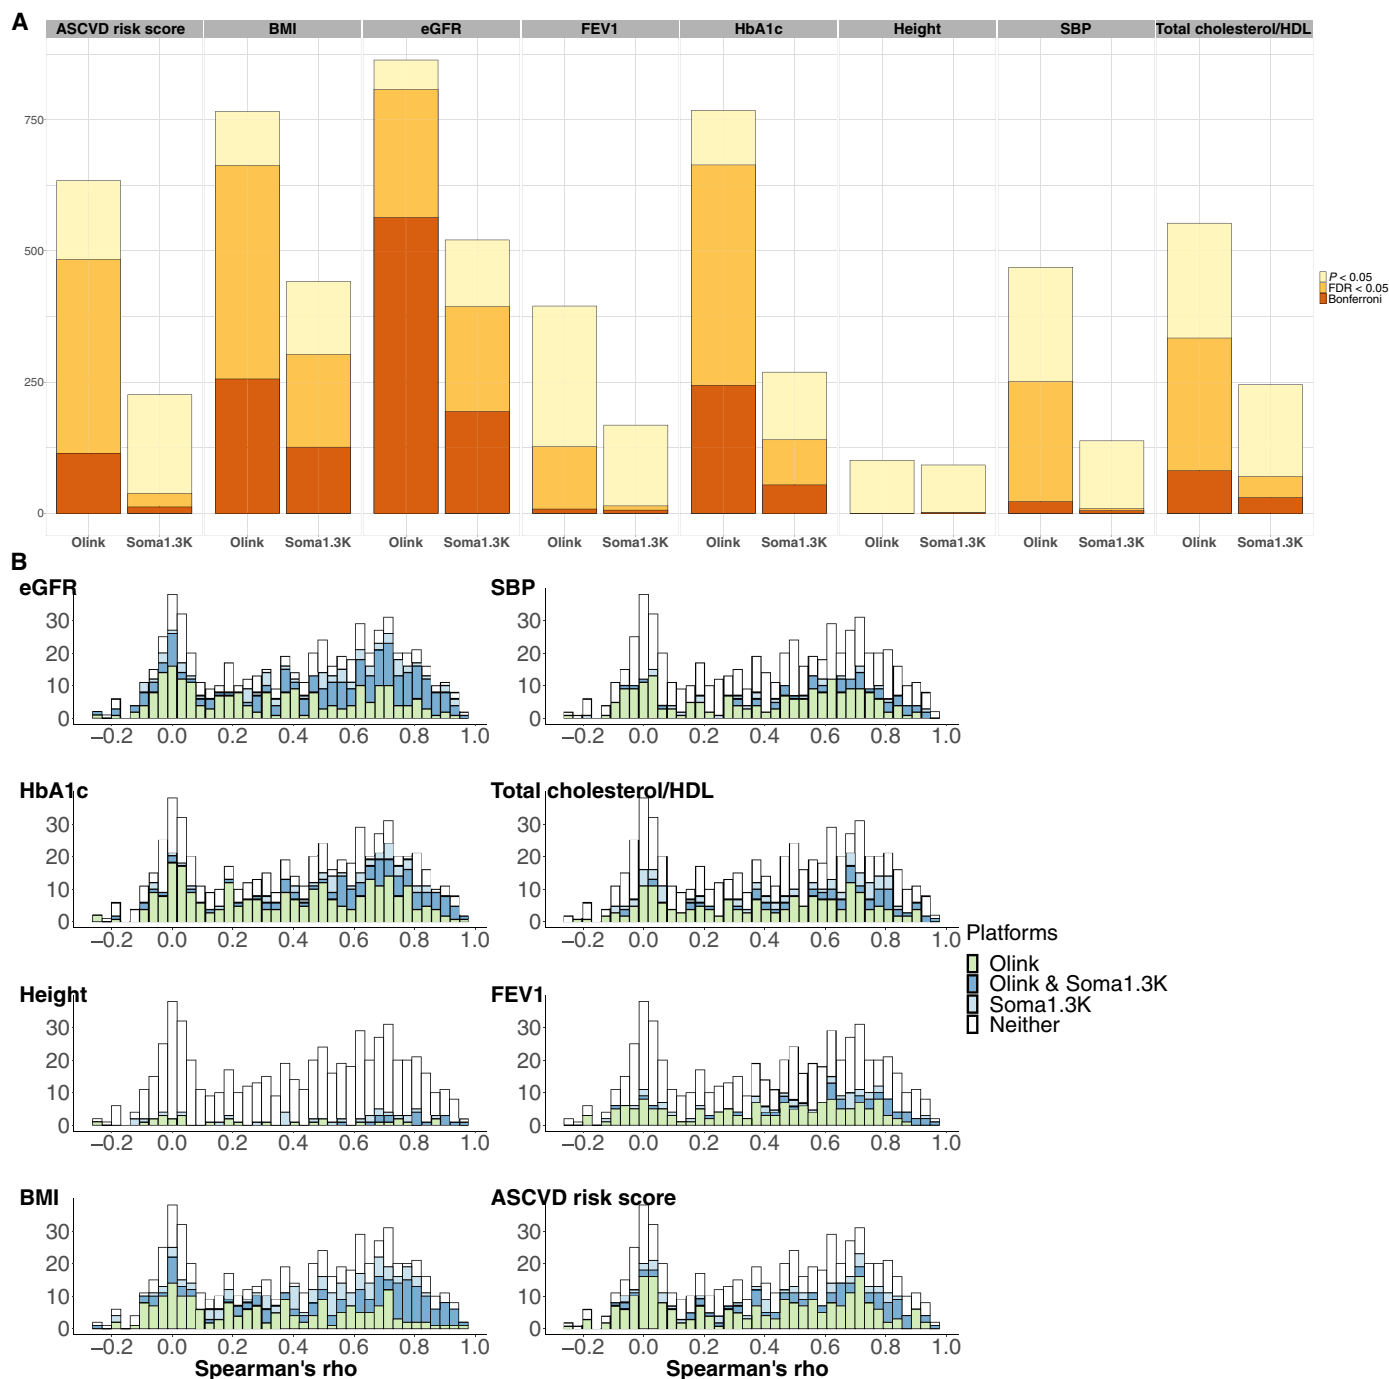 A
ASCVD risk score BMI eGFR FEV1 HbA1c Height SBP Total cholesterol/HDL
750
500
250
0
P < 0.05
FDR < 0.05
Bonferroni
Olink Soma1.3K Olink Soma1.3K Olink Soma1.3K Olink Soma1.3K Olink Soma1.3K Olink Soma1.3K Olink Soma1.3K Olink Soma1.3K
B
eGFR
30
20
10
0
−0.2 0.0 0.2 0.4 0.6 0.8 1.0
SBP
30
20
10
0
−0.2 0.0 0.2 0.4 0.6 0.8 1.0
HbA1c
30
20
10
0
−0.2 0.0 0.2 0.4 0.6 0.8 1.0
Total cholesterol/HDL
30
20
10
0
−0.2 0.0 0.2 0.4 0.6 0.8 1.0
Platforms
Olink
Olink & Soma1.3K
Soma1.3K
Neither
Height
30
20
10
0
−0.2 0.0 0.2 0.4 0.6 0.8 1.0
FEV1
30
20
10
0
−0.2 0.0 0.2 0.4 0.6 0.8 1.0
BMI
30
20
10
0
−0.2 0.0 0.2 0.4 0.6 0.8 1.0
Spearman's rho
ASCVD risk score
30
20
10
0
−0.2 0.0 0.2 0.4 0.6 0.8 1.0
Spearman's rho